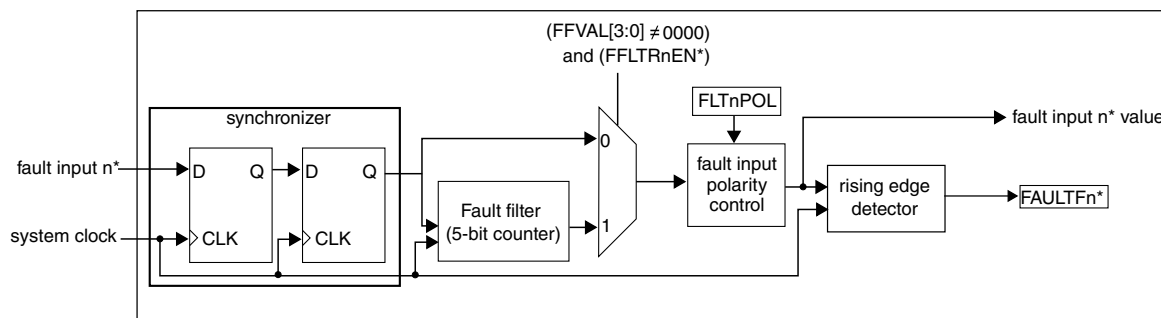 (FFVAL[3:0] ≠ 0000)
and (FFLTRnEN*)
FLTnPOL
synchronizer
fault input n* value
fault input n*
D Q
D Q
0
fault input
polarity
control
rising edge
detector
FAULTFn*
Fault filter
(5-bit counter)
1
system clock
CLK
CLK